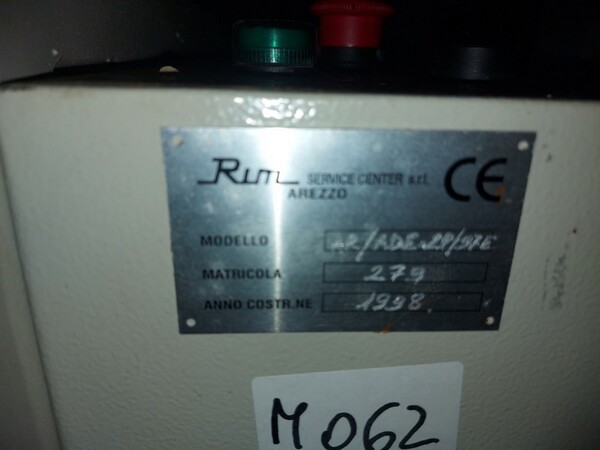 Rim SERVICE CENTER s.r.l. CE
AREZZO
MODELLO
MATRICOLA 279
ANNO COSTR.NE 1998
M062